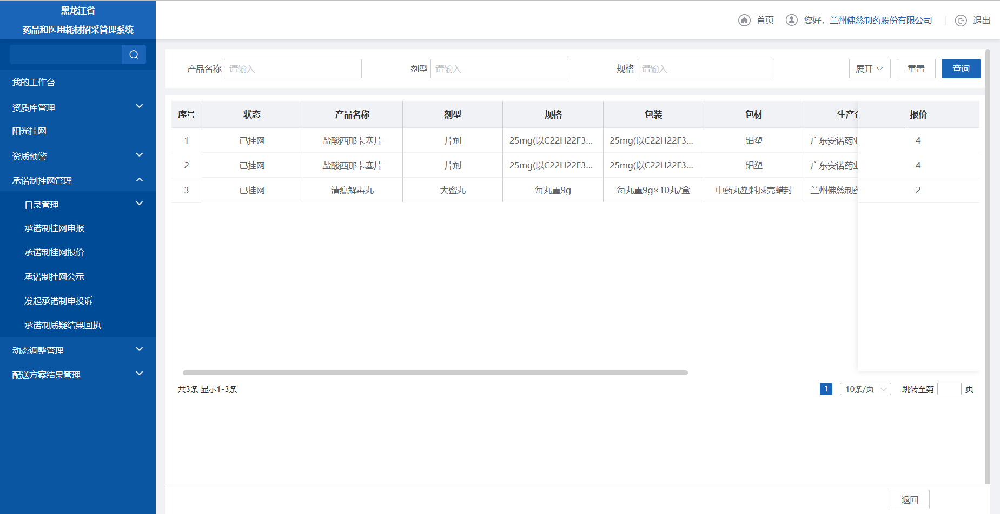 黑龙江省
药品和医用耗材招采管理系统
首页 您好，兰州佛慈制药股份有限公司 退出
我的工作台
资质库管理
阳光挂网
资质预警
承诺制挂网管理
目录管理
承诺制挂网申报
承诺制挂网报价
承诺制挂网公示
发起承诺制申投诉
承诺制质疑结果回执
动态调整管理
配送方案结果管理
产品名称 请输入 剂型 请输入 规格 请输入 展开 重置 查询
序号 状态 产品名称 剂型 规格 包装 包材 生产企 报价
1 已挂网 盐酸西那卡塞片 片剂 25mg(以C22H22F3... 25mg(以C22H22F3... 铝塑 广东安诺药业 4
2 已挂网 盐酸西那卡塞片 片剂 25mg(以C22H22F3... 25mg(以C22H22F3... 铝塑 广东安诺药业 4
3 已挂网 清瘟解毒丸 大蜜丸 每丸重9g 每丸重9g×10丸/盒 中药丸塑料球壳蜡封 兰州佛慈制药 2
共3条 显示1-3条 1 10条/页 跳转至第 页
返回